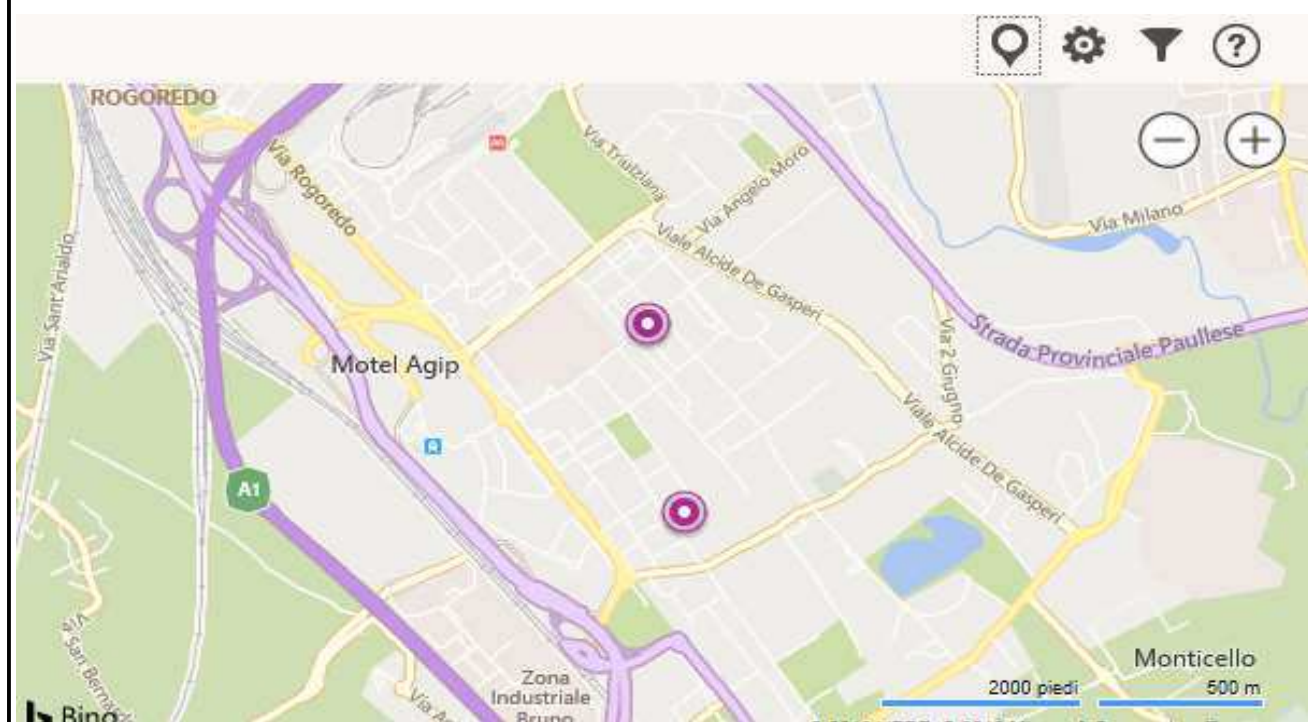 ?
ROGOREDO
Via Rogoredo
Via Triulziana
Via Angelo Moro
Via Milano
Via Sant'Arialdo
Viale Alcide De Gasperi
Strada Provinciale Paullese
Via 2 Giugno
Motel Agip
Viale Alcide De Gasperi
A1
Via San Berna
Monticello
Zona
Industriale
Bruno
2000 piedi
500 m
Bing